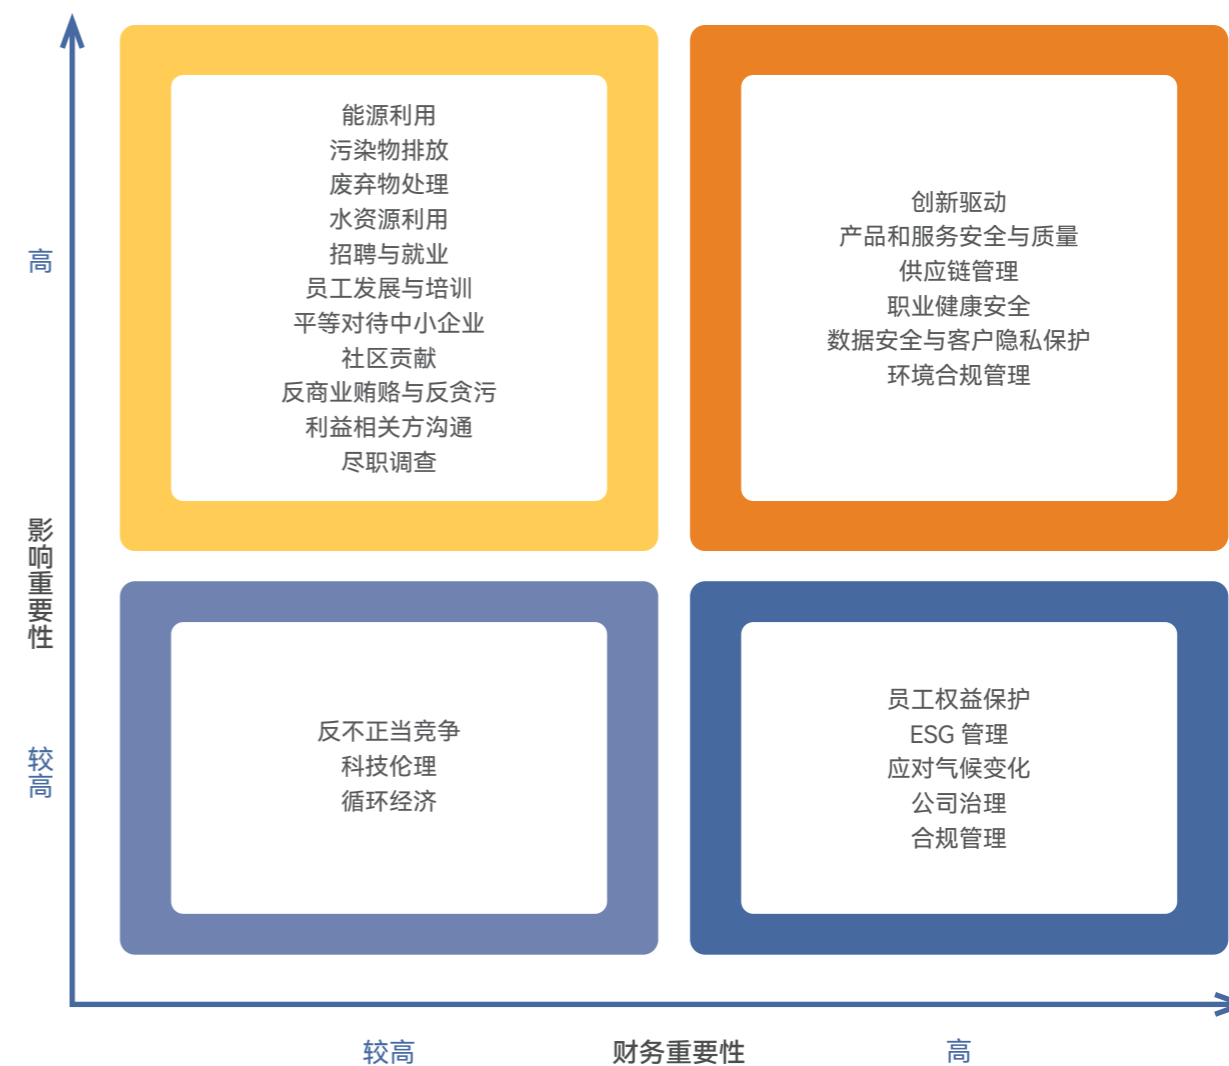 高
影响重要性
较高
能源利用
污染物排放
废弃物处理
水资源利用
招聘与就业
员工发展与培训
平等对待中小企业
社区贡献
反商业贿赂与反贪污
利益相关方沟通
尽职调查
创新驱动
产品和服务安全与质量
供应链管理
职业健康安全
数据安全与客户隐私保护
环境合规管理
反不正当竞争
科技伦理
循环经济
员工权益保护
ESG 管理
应对气候变化
公司治理
合规管理
较高
财务重要性
高